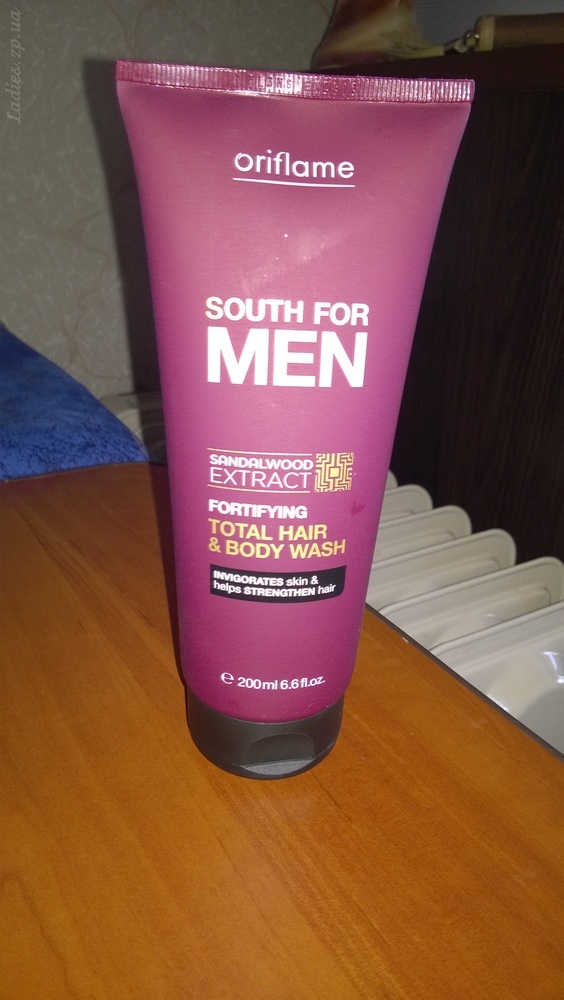 Ladies.zp.ua
oriflame
SOUTH FOR
MEN
SANDALWOOD
EXTRACT
FORTIFYING
TOTAL HAIR
& BODY WASH
INVIGORATES skin &
helps STRENGTHEN hair
℮ 200ml 6.6 fl.oz.